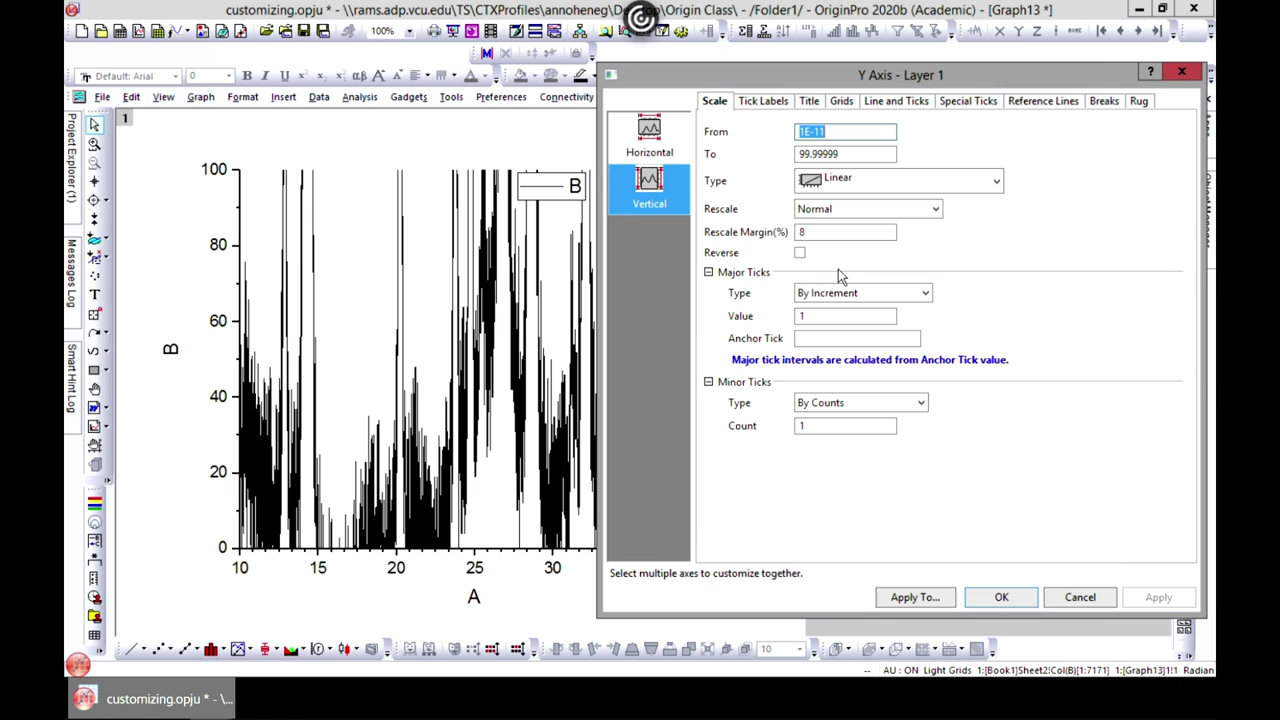 customizing.opju * - \\rams.adp.vcu.edu\TS\CTXProfiles\annoheneg\De op\Origin Class\ - /Folder1/ - OriginPro 2020b (Academic) - [Graph13 *]
100%
Default: Arial 0 B I U αβ
File Edit View Graph Format Insert Data Analysis Gadgets Tools Preferences Connectivity
Project Explorer (1)
Messages Log
Smart Hint Log
1
100
80
60
40
20
0
B
10 15 20 25 30
A
B
Y Axis - Layer 1
Scale Tick Labels Title Grids Line and Ticks Special Ticks Reference Lines Breaks Rug
Horizontal
Vertical
From 1E-11
To 99.99999
Type Linear
Rescale Normal
Rescale Margin(%) 8
Reverse
Major Ticks
Type By Increment
Value 1
Anchor Tick
Major tick intervals are calculated from Anchor Tick value.
Minor Ticks
Type By Counts
Count 1
Select multiple axes to customize together.
Apply To... OK Cancel Apply
10
-- AU : ON Light Grids 1:[Book1]Sheet2!Col(B)[1:7171] 1:[Graph13]1!1 Radian
customizing.opju * - \...